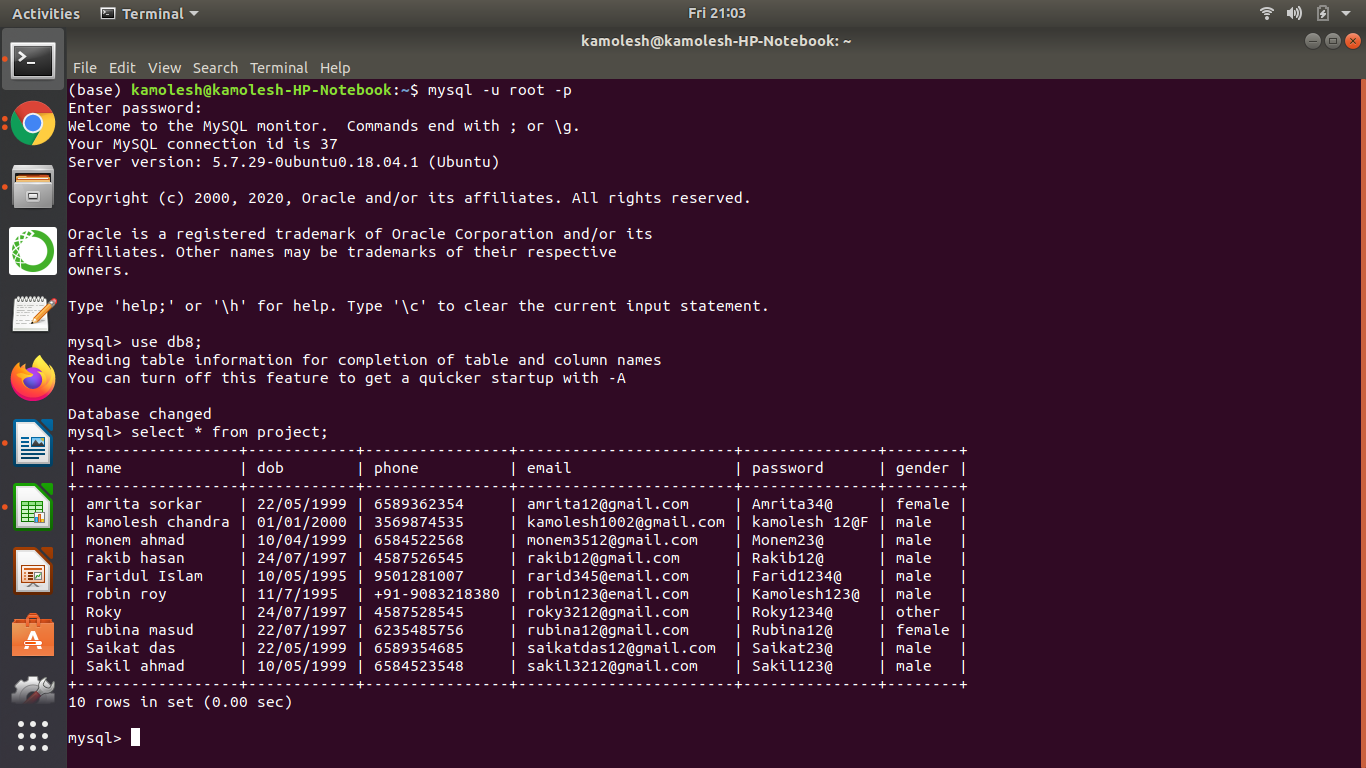 Activities Terminal Fri 21:03
kamolesh@kamolesh-HP-Notebook: ~
File Edit View Search Terminal Help
(base) kamolesh@kamolesh-HP-Notebook:~$ mysql -u root -p
Enter password:
Welcome to the MySQL monitor.  Commands end with ; or \g.
Your MySQL connection id is 37
Server version: 5.7.29-0ubuntu0.18.04.1 (Ubuntu)
Copyright (c) 2000, 2020, Oracle and/or its affiliates. All rights reserved.
Oracle is a registered trademark of Oracle Corporation and/or its
affiliates. Other names may be trademarks of their respective
owners.
Type 'help;' or '\h' for help. Type '\c' to clear the current input statement.
mysql> use db8;
Reading table information for completion of table and column names
You can turn off this feature to get a quicker startup with -A
Database changed
mysql> select * from project;
+------------------+------------+----------------+------------------------+---------------+--------+
| name             | dob        | phone          | email                  | password      | gender |
+------------------+------------+----------------+------------------------+---------------+--------+
| amrita sorkar    | 22/05/1999 | 6589362354     | amrita12@gmail.com     | Amrita34@     | female |
| kamolesh chandra | 01/01/2000 | 3569874535     | kamolesh1002@gmail.com | kamolesh 12@F | male   |
| monem ahmad      | 10/04/1999 | 6584522568     | monem3512@gmail.com    | Monem23@      | male   |
| rakib hasan      | 24/07/1997 | 4587526545     | rakib12@gmail.com      | Rakib12@      | male   |
| Faridul Islam    | 10/05/1995 | 9501281007     | rarid345@email.com     | Farid1234@    | male   |
| robin roy        | 11/7/1995  | +91-9083218380 | robin123@email.com     | Kamolesh123@  | male   |
| Roky             | 24/07/1997 | 4587528545     | roky3212@gmail.com     | Roky1234@     | other  |
| rubina masud     | 22/07/1997 | 6235485756     | rubina12@gmail.com     | Rubina12@     | female |
| Saikat das       | 22/05/1999 | 6589354685     | saikatdas12@gmail.com  | Saikat23@     | male   |
| Sakil ahmad      | 10/05/1999 | 6584523548     | sakil3212@gmail.com    | Sakil123@     | male   |
+------------------+------------+----------------+------------------------+---------------+--------+
10 rows in set (0.00 sec)
mysql>